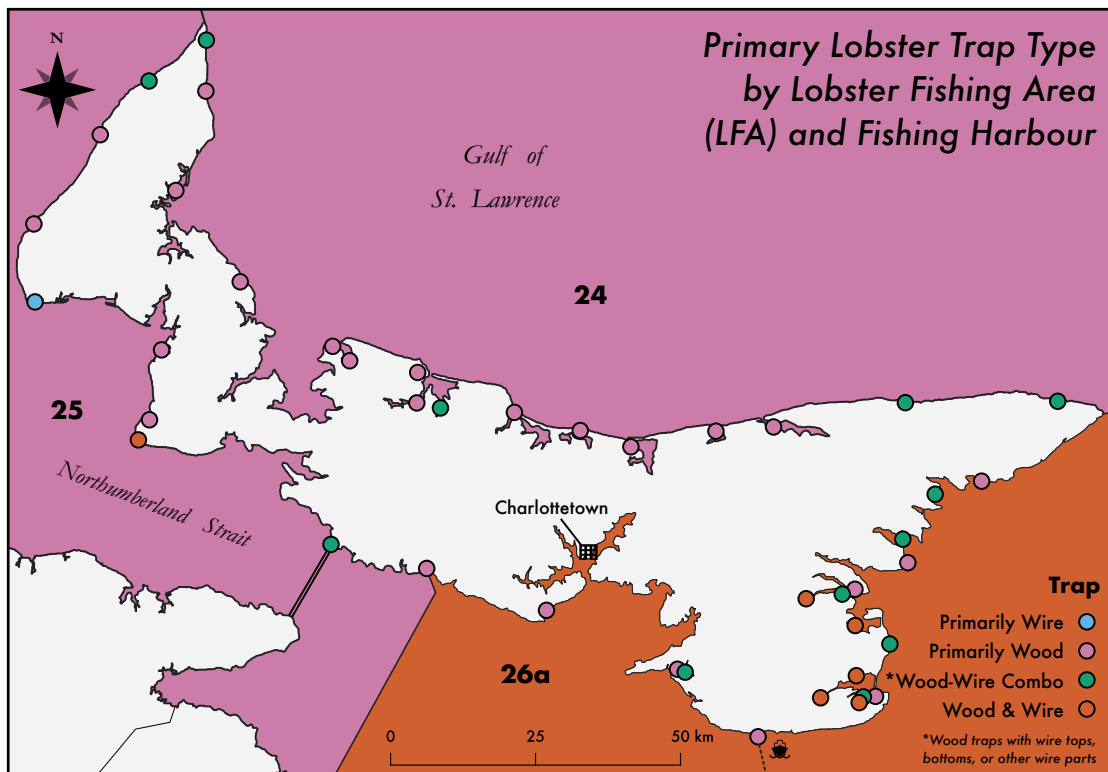 Primary Lobster Trap Type
by Lobster Fishing Area
(LFA) and Fishing Harbour
N
Gulf of
St. Lawrence
24
25
Northumberland Strait
Charlottetown
26a
Trap
Primarily Wire
Primarily Wood
*Wood-Wire Combo
Wood & Wire
*Wood traps with wire tops,
bottoms, or other wire parts
0 25 50 km